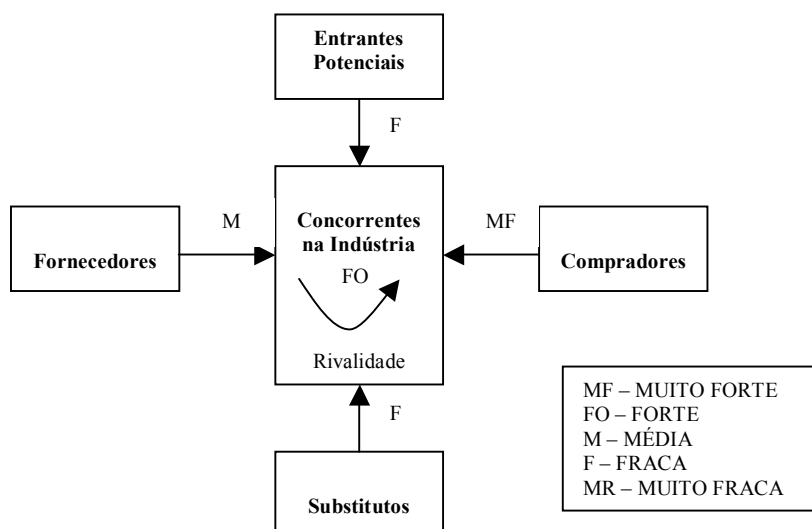 Entrantes
Potenciais
F
Fornecedores
M
Concorrentes
na Indústria
FO
Rivalidade
MF
Compradores
F
Substitutos
MF – MUITO FORTE
FO – FORTE
M – MÉDIA
F – FRACA
MR – MUITO FRACA